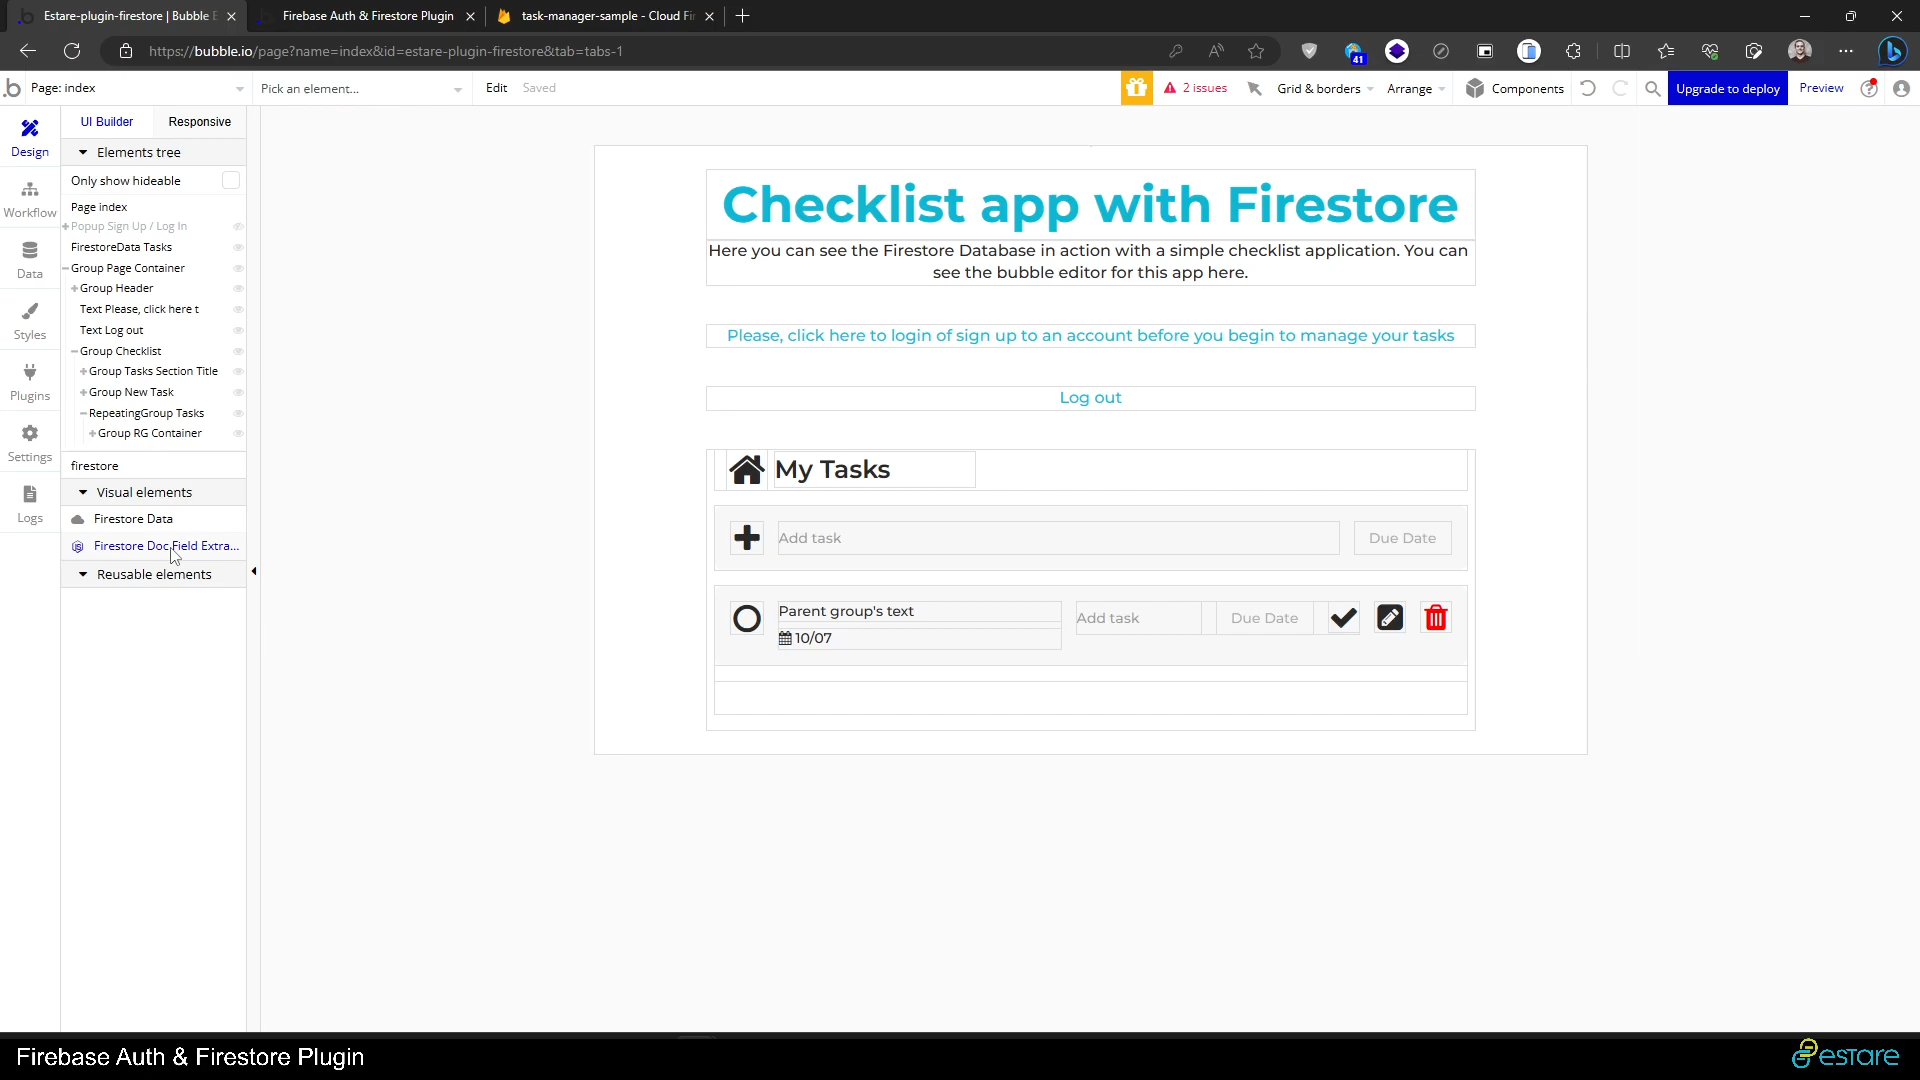 Estare-plugin-firestore | Bubble E
Firebase Auth & Firestore Plugin
task-manager-sample - Cloud Fir
https://bubble.io/page?name=index&id=estare-plugin-firestore&tab=tabs-1
41
Page: index
Pick an element...
Edit
Saved
2 issues
Grid & borders
Arrange
Components
Upgrade to deploy
Preview
Design
Workflow
Data
Styles
Plugins
Settings
Logs
UI Builder
Responsive
Elements tree
Only show hideable
Page index
Popup Sign Up / Log In
FirestoreData Tasks
Group Page Container
Group Header
Text Please, click here t
Text Log out
Group Checklist
Group Tasks Section Title
Group New Task
RepeatingGroup Tasks
Group RG Container
firestore
Visual elements
Firestore Data
Firestore Doc Field Extra...
Reusable elements
Checklist app with Firestore
Here you can see the Firestore Database in action with a simple checklist application. You can
see the bubble editor for this app here.
Please, click here to login of sign up to an account before you begin to manage your tasks
Log out
My Tasks
Add task
Due Date
Parent group's text
10/07
Add task
Due Date
Firebase Auth & Firestore Plugin
estare